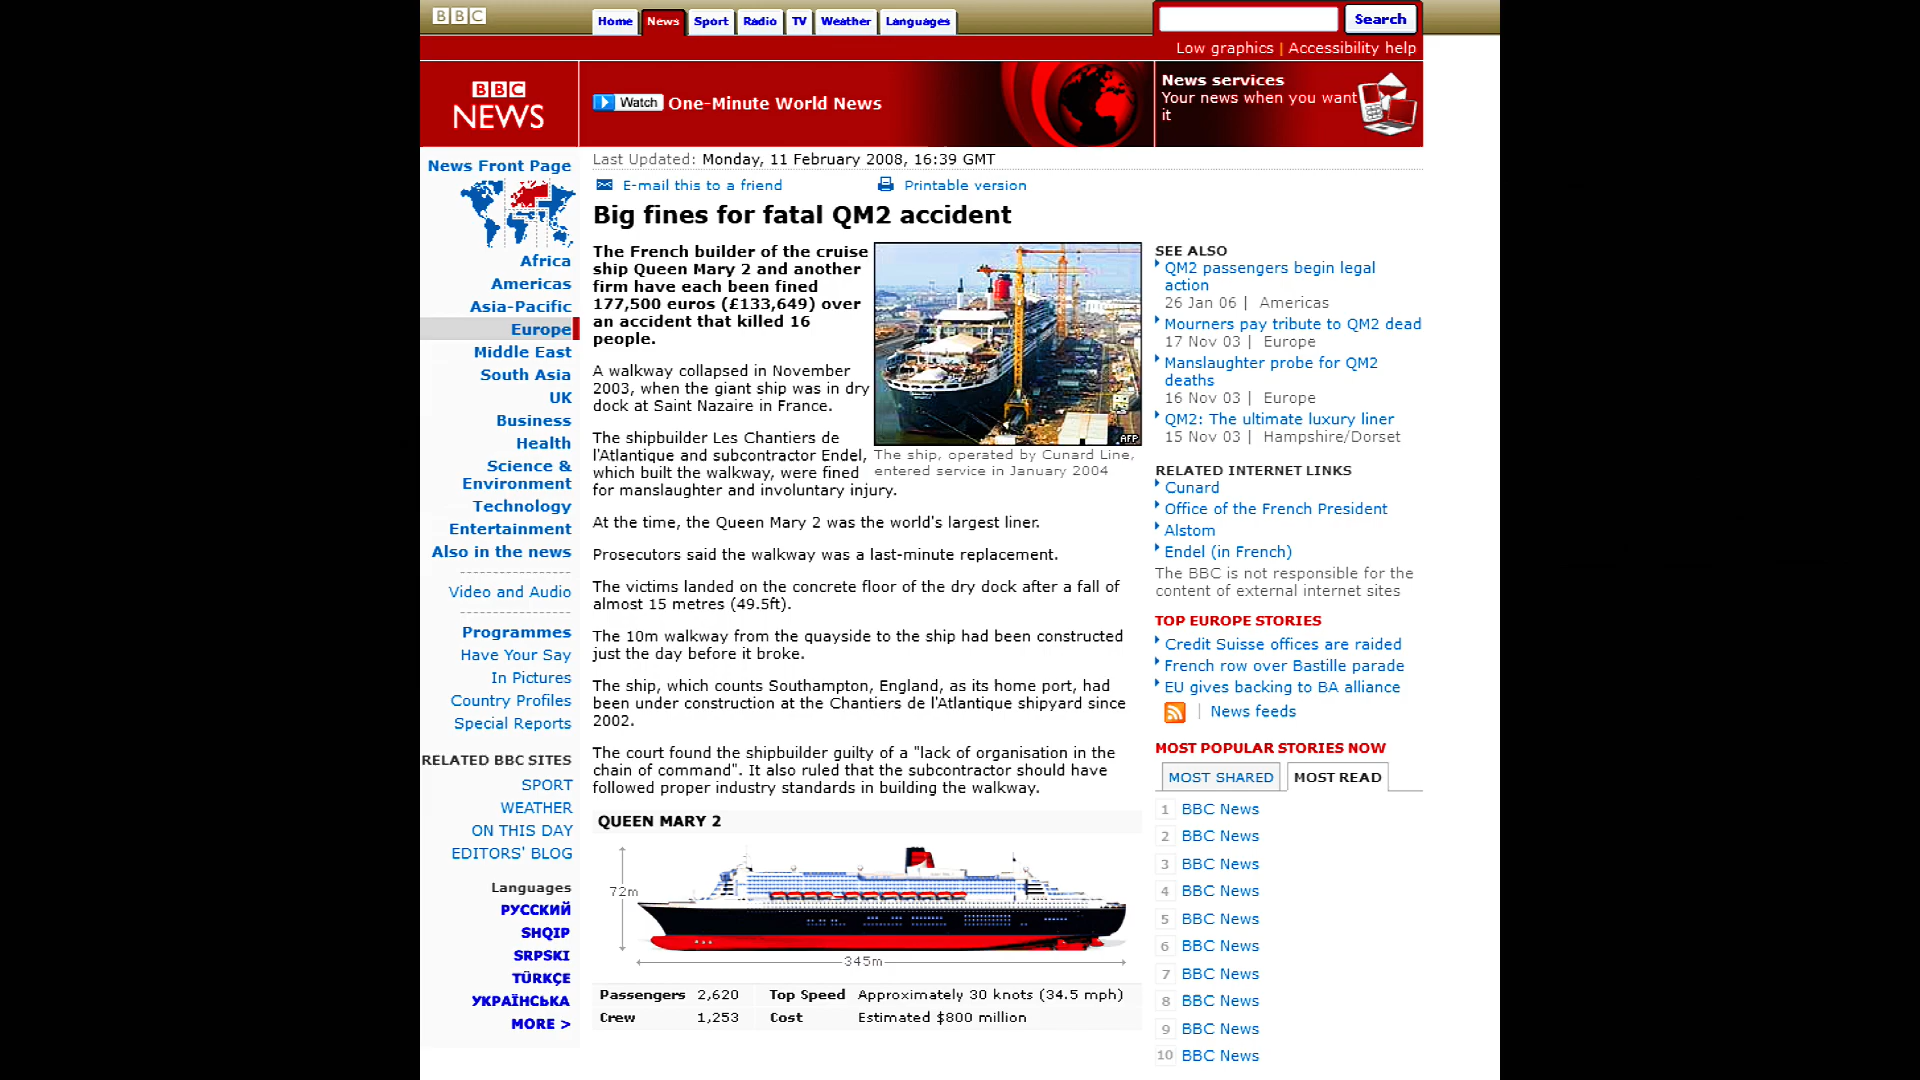 BBC
Home
News
Sport
Radio
TV
Weather
Languages
Search
Low graphics | Accessibility help
BBC
NEWS
Watch
One-Minute World News
News services
Your news when you want
it
News Front Page
Africa
Americas
Asia-Pacific
Europe
Middle East
South Asia
UK
Business
Health
Science &
Environment
Technology
Entertainment
Also in the news
Video and Audio
Programmes
Have Your Say
In Pictures
Country Profiles
Special Reports
RELATED BBC SITES
SPORT
WEATHER
ON THIS DAY
EDITORS' BLOG
Languages
РУССКИЙ
SHQIP
SRPSKI
TÜRKÇE
УКРАЇНСЬКА
MORE >
Last Updated: Monday, 11 February 2008, 16:39 GMT
E-mail this to a friend
Printable version
Big fines for fatal QM2 accident
The French builder of the cruise
ship Queen Mary 2 and another
firm have each been fined
177,500 euros (£133,649) over
an accident that killed 16
people.
AFP
The ship, operated by Cunard Line,
entered service in January 2004
A walkway collapsed in November
2003, when the giant ship was in dry
dock at Saint Nazaire in France.
The shipbuilder Les Chantiers de
l'Atlantique and subcontractor Endel,
which built the walkway, were fined
for manslaughter and involuntary injury.
At the time, the Queen Mary 2 was the world's largest liner.
Prosecutors said the walkway was a last-minute replacement.
The victims landed on the concrete floor of the dry dock after a fall of
almost 15 metres (49.5ft).
The 10m walkway from the quayside to the ship had been constructed
just the day before it broke.
The ship, which counts Southampton, England, as its home port, had
been under construction at the Chantiers de l'Atlantique shipyard since
2002.
The court found the shipbuilder guilty of a "lack of organisation in the
chain of command". It also ruled that the subcontractor should have
followed proper industry standards in building the walkway.
QUEEN MARY 2
72m
345m
Passengers 2,620 Top Speed Approximately 30 knots (34.5 mph)
Crew 1,253 Cost Estimated $800 million
SEE ALSO
QM2 passengers begin legal
action
26 Jan 06 | Americas
Mourners pay tribute to QM2 dead
17 Nov 03 | Europe
Manslaughter probe for QM2
deaths
16 Nov 03 | Europe
QM2: The ultimate luxury liner
15 Nov 03 | Hampshire/Dorset
RELATED INTERNET LINKS
Cunard
Office of the French President
Alstom
Endel (in French)
The BBC is not responsible for the
content of external internet sites
TOP EUROPE STORIES
Credit Suisse offices are raided
French row over Bastille parade
EU gives backing to BA alliance
| News feeds
MOST POPULAR STORIES NOW
MOST SHARED
MOST READ
1 BBC News
2 BBC News
3 BBC News
4 BBC News
5 BBC News
6 BBC News
7 BBC News
8 BBC News
9 BBC News
10 BBC News